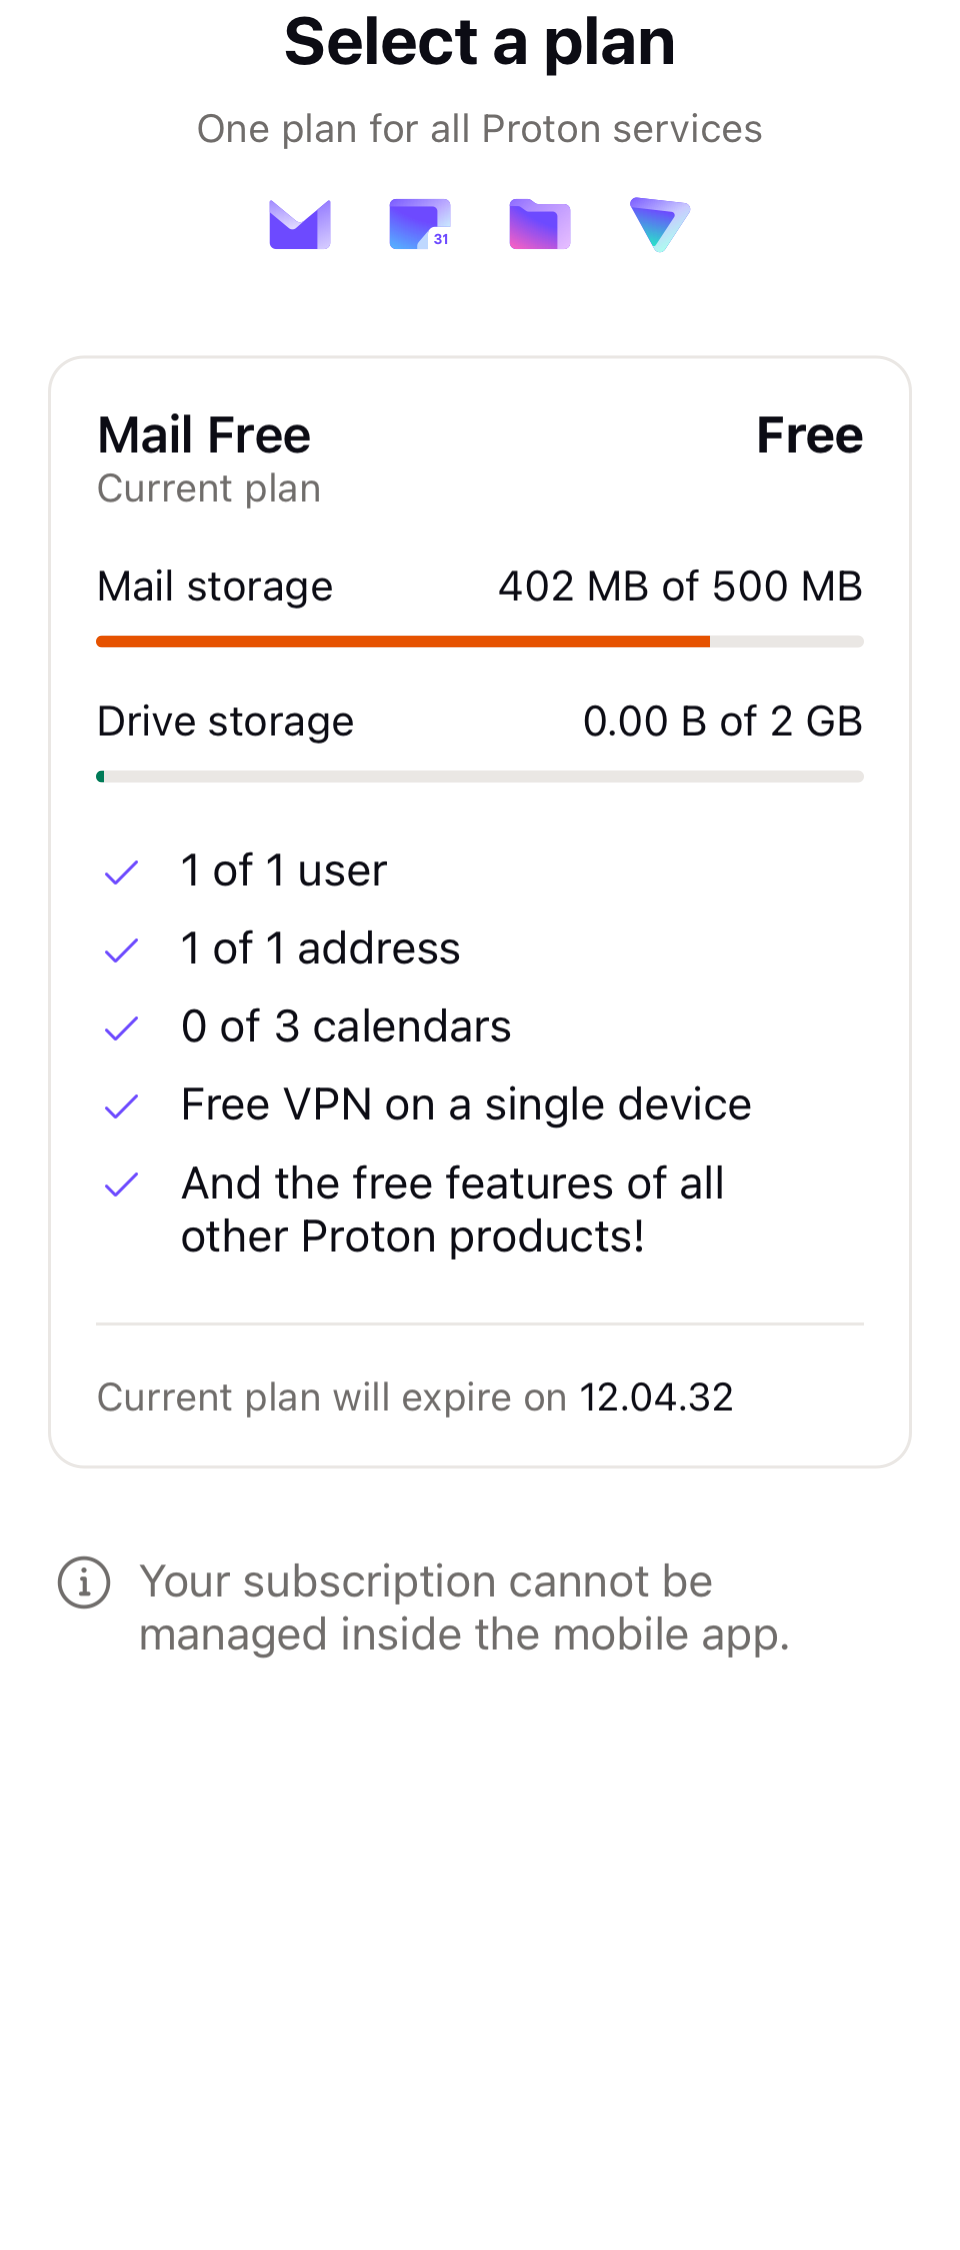 Select a plan
One plan for all Proton services
31
Mail Free
Free
Current plan
Mail storage
402 MB of 500 MB
Drive storage
0.00 B of 2 GB
1 of 1 user
1 of 1 address
0 of 3 calendars
Free VPN on a single device
And the free features of all
other Proton products!
Current plan will expire on 12.04.32
Your subscription cannot be
managed inside the mobile app.